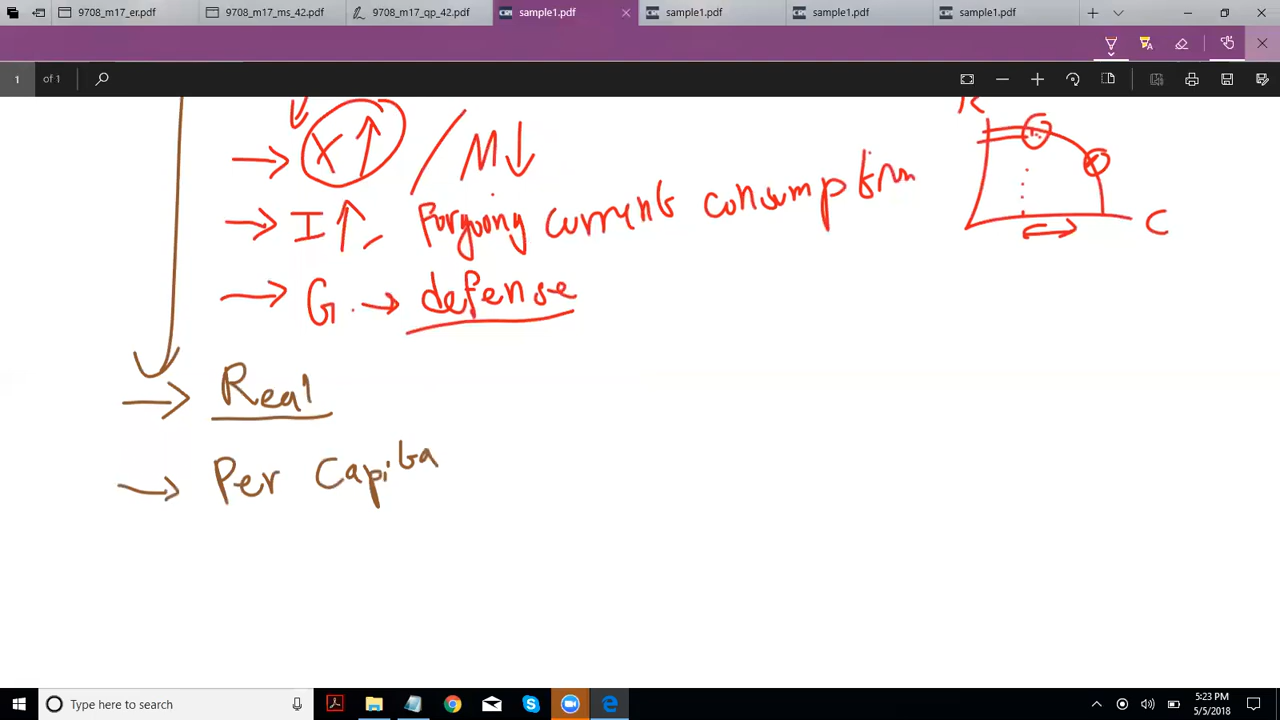 9708_m17_er.pdf 9708_m17_ms_42.pdf 9708_m17_qp_42.pdf sample1.pdf sample1.pdf sample1.pdf sample1.pdf
1 of 1
→ X ↑ / M ↓
→ I ↑, Forgoing current consumption
→ G. → defense
K
C
→ Real
→ Per Capita
Type here to search
5:23 PM
5/5/2018